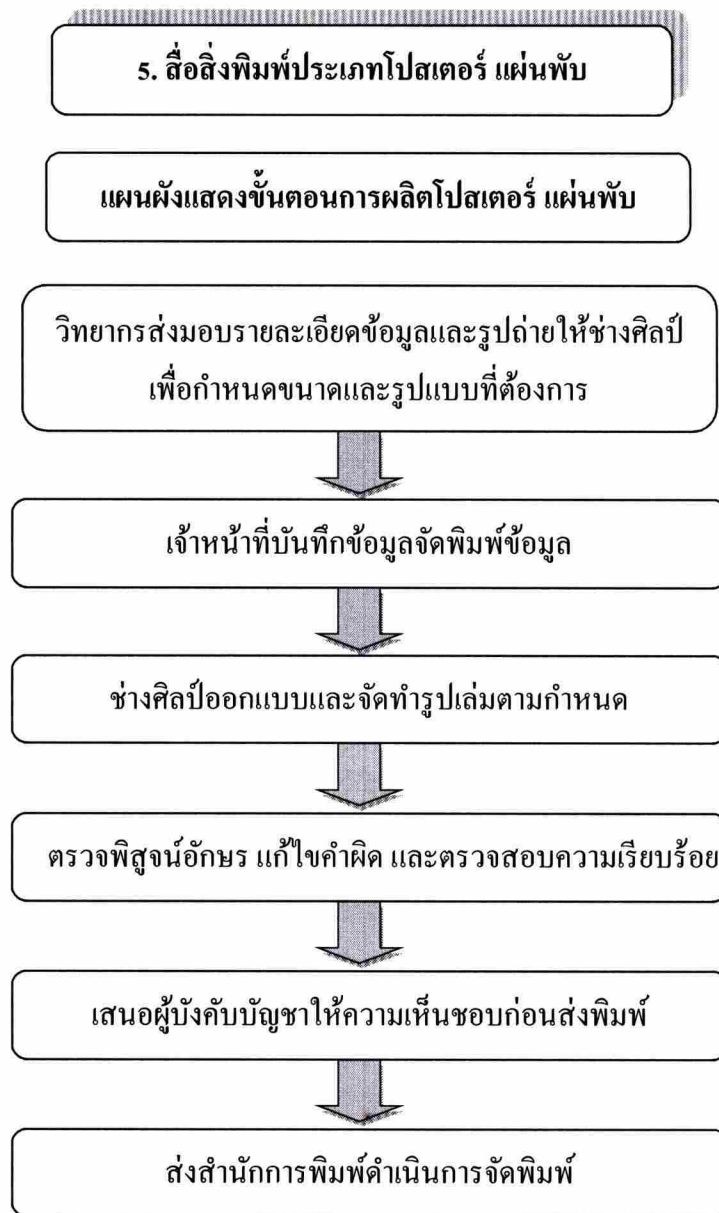 5. สื่อสิ่งพิมพ์ประเภทโปสเตอร์ แผ่นพับ
แผนผังแสดงขั้นตอนการผลิตโปสเตอร์ แผ่นพับ
วิทยากรส่งมอบรายละเอียดข้อมูลและรูปถ่ายให้ช่างศิลป์
เพื่อกำหนดขนาดและรูปแบบที่ต้องการ
เจ้าหน้าที่บันทึกข้อมูลจัดพิมพ์ข้อมูล
ช่างศิลป์ออกแบบและจัดทำรูปเล่มตามกำหนด
ตรวจพิสูจน์อักษร แก้ไขคำผิด และตรวจสอบความเรียบร้อย
เสนอผู้บังคับบัญชาให้ความเห็นชอบก่อนส่งพิมพ์
ส่งสำนักการพิมพ์ดำเนินการจัดพิมพ์